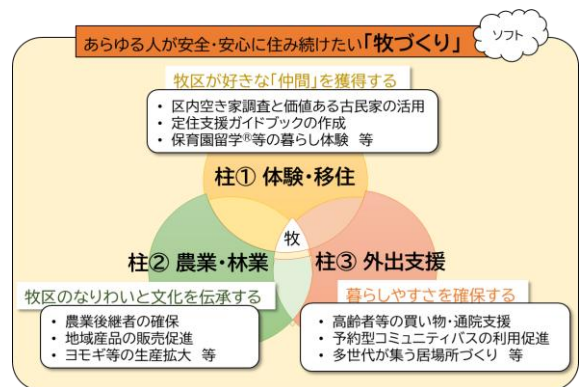 あらゆる人が安全・安心に住み続けたい「牧づくり」
ソフト
牧区が好きな「仲間」を獲得する
・ 区内空き家調査と価値ある古民家の活用
・ 定住支援ガイドブックの作成
・ 保育園留学®等の暮らし体験 等
柱① 体験・移住
牧
柱② 農業・林業
柱③ 外出支援
牧区のなりわいと文化を伝承する
・ 農業後継者の確保
・ 地域産品の販売促進
・ ヨモギ等の生産拡大 等
暮らしやすさを確保する
・ 高齢者等の買い物・通院支援
・ 予約型コミュニティバスの利用促進
・ 多世代が集う居場所づくり 等